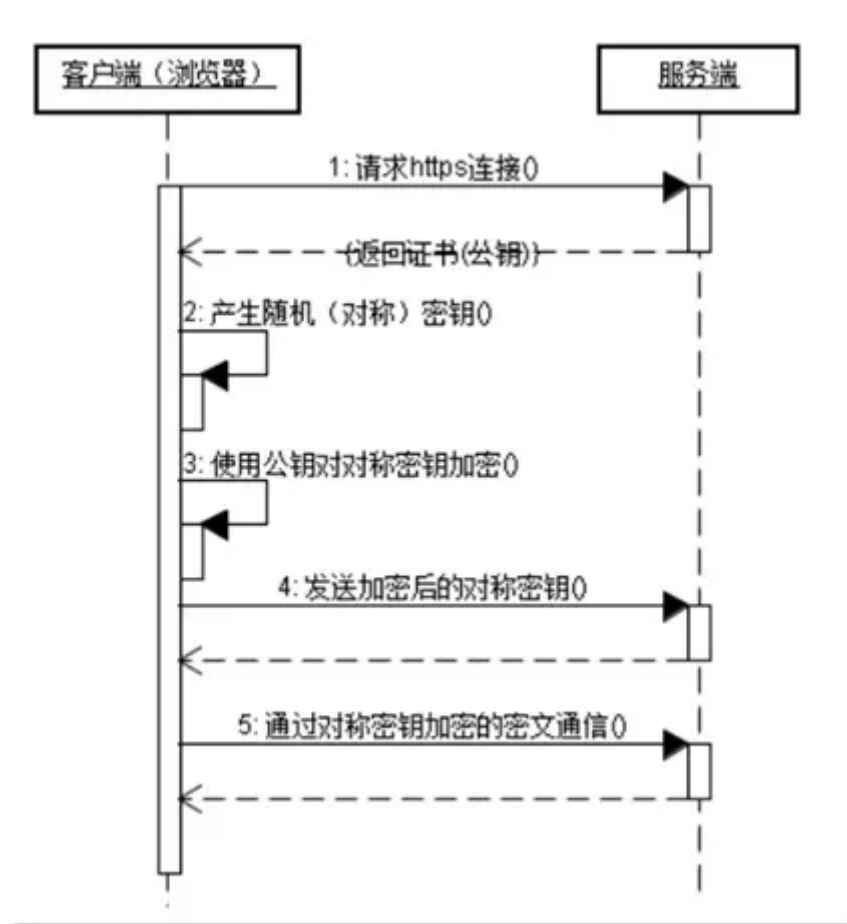 客户端（浏览器）
服务端
1: 请求https连接()
{返回证书(公钥)}
2: 产生随机（对称）密钥()
3: 使用公钥对对称密钥加密()
4: 发送加密后的对称密钥()
5: 通过对称密钥加密的密文通信()